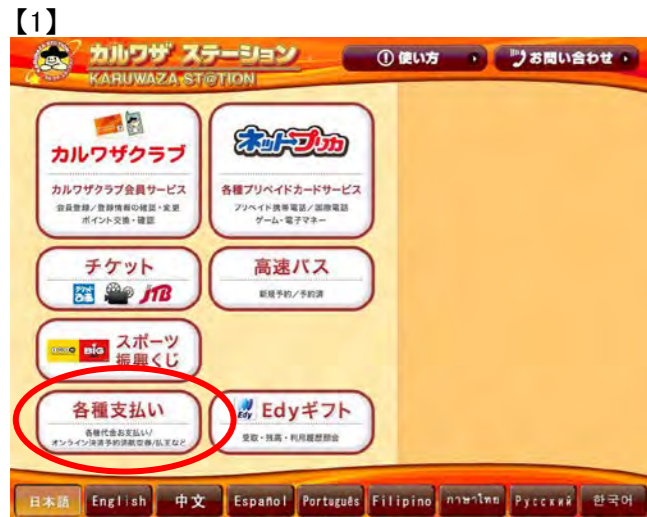 【1】
カルワザ ステーション
KARUWAZA ST@TION
使い方
お問い合わせ
カルワザクラブ
カルワザクラブ会員サービス
会員登録／登録情報の確認・変更
ポイント交換・確認
ネットプリカ
各種プリペイドカードサービス
プリペイド携帯電話／国際電話
ゲーム・電子マネー
チケット
チケットぴあ
JTB
高速バス
新規予約／予約済
BIG
スポーツ
振興くじ
各種支払い
各種代金お支払い/
オンライン決済予約済航空券/払王など
Edy
Edyギフト
受取・残高・利用履歴照会
日本語 English 中文 Español Português Filipino ภาษาไทย Русский 한국어